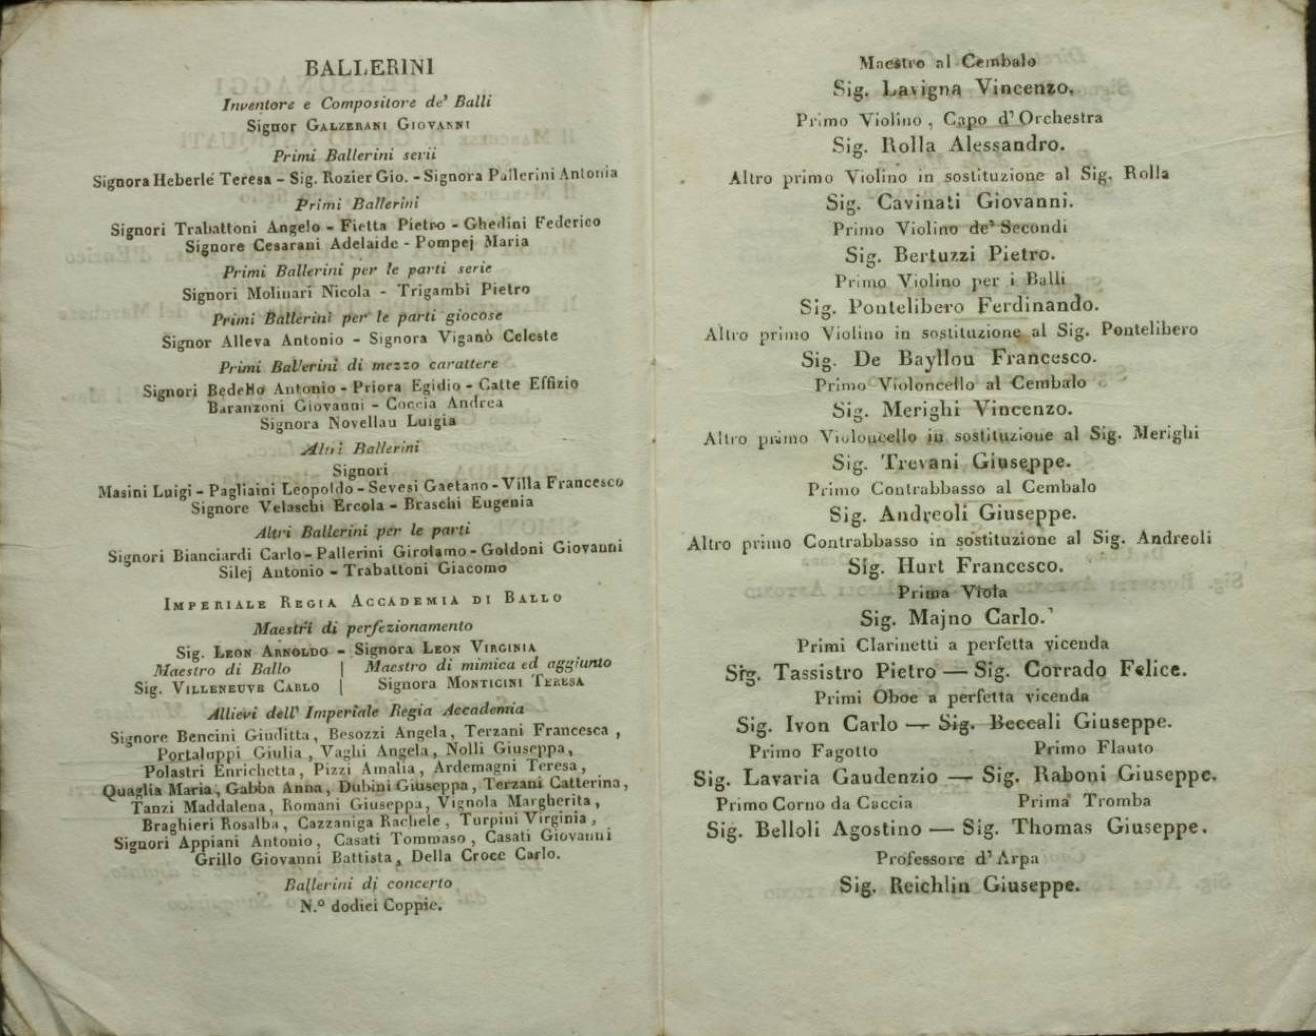 BALLERINI
Inventore e Compositore de' Balli
Signor GALZERANI GIOVANNI
Primi Ballerini serii
Signora Heberlé Teresa - Sig. Rozier Gio. - Signora Pallerini Antonia
Primi Ballerini
Signori Trabattoni Angelo - Fietta Pietro - Ghedini Federico
Signore Cesarani Adelaide - Pompej Maria
Primi Ballerini per le parti serie
Signori Molinari Nicola - Trigambi Pietro
Primi Ballerini per le parti giocose
Signor Alleva Antonio - Signora Viganò Celeste
Primi Ballerini di mezzo carattere
Signori Bedello Antonio - Priora Egidio - Catte Effizio
Baranzoni Giovanni - Coccia Andrea
Signora Novellau Luigia
Altri Ballerini
Signori
Masini Luigi - Pagliaini Leopoldo - Sevesi Gaetano - Villa Francesco
Signore Velaschi Ercola - Braschi Eugenia
Altri Ballerini per le parti
Signori Bianciardi Carlo - Pallerini Girolamo - Goldoni Giovanni
Silej Antonio - Trabattoni Giacomo
IMPERIALE REGIA ACCADEMIA DI BALLO
Maestri di perfezionamento
Sig. LEON ARNOLDO - Signora LEON VIRGINIA
Maestro di Ballo | Maestro di mimica ed aggiunto
Sig. VILLENEUVE CARLO | Signora MONTICINI TERESA
Allievi dell' Imperiale Regia Accademia
Signore Bencini Giuditta, Besozzi Angela, Terzani Francesca,
Portaluppi Giulia, Vaghi Angela, Nolli Giuseppa,
Polastri Enrichetta, Pizzi Amalia, Ardemagni Teresa,
Quaglia Maria, Gabba Anna, Dubini Giuseppa, Terzani Catterina,
Tanzi Maddalena, Romani Giuseppa, Vignola Margherita,
Braghieri Rosalba, Cazzaniga Rachele, Turpini Virginia,
Signori Appiani Antonio, Casati Tommaso, Casati Giovanni
Grillo Giovanni Battista, Della Croce Carlo.
Ballerini di concerto
N.º dodici Coppie.
Maestro al Cembalo
Sig. Lavigna Vincenzo.
Primo Violino, Capo d' Orchestra
Sig. Rolla Alessandro.
Altro primo Violino in sostituzione al Sig. Rolla
Sig. Cavinati Giovanni.
Primo Violino de' Secondi
Sig. Bertuzzi Pietro.
Primo Violino per i Balli
Sig. Pontelibero Ferdinando.
Altro primo Violino in sostituzione al Sig. Pontelibero
Sig. De Bayllou Francesco.
Primo Violoncello al Cembalo
Sig. Merighi Vincenzo.
Altro primo Violoncello in sostituzione al Sig. Merighi
Sig. Trevani Giuseppe.
Primo Contrabbasso al Cembalo
Sig. Andreoli Giuseppe.
Altro primo Contrabbasso in sostituzione al Sig. Andreoli
Sig. Hurt Francesco.
Prima Viola
Sig. Majno Carlo.
Primi Clarinetti a perfetta vicenda
Sig. Tassistro Pietro — Sig. Corrado Felice.
Primi Oboe a perfetta vicenda
Sig. Ivon Carlo — Sig. Beccali Giuseppe.
Primo Fagotto Primo Flauto
Sig. Lavaria Gaudenzio — Sig. Raboni Giuseppe.
Primo Corno da Caccia Prima Tromba
Sig. Belloli Agostino — Sig. Thomas Giuseppe.
Professore d' Arpa
Sig. Reichlin Giuseppe.